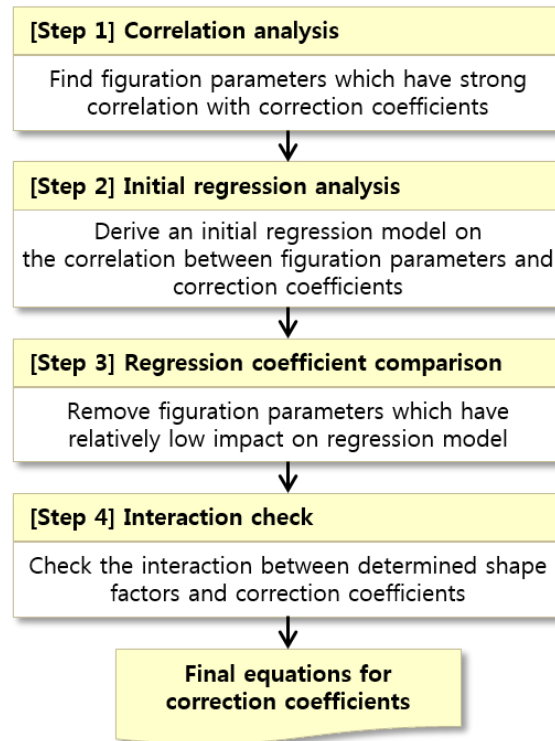 [Step 1] Correlation analysis
Find figuration parameters which have strong
correlation with correction coefficients
[Step 2] Initial regression analysis
Derive an initial regression model on
the correlation between figuration parameters and
correction coefficients
[Step 3] Regression coefficient comparison
Remove figuration parameters which have
relatively low impact on regression model
[Step 4] Interaction check
Check the interaction between determined shape
factors and correction coefficients
Final equations for
correction coefficients